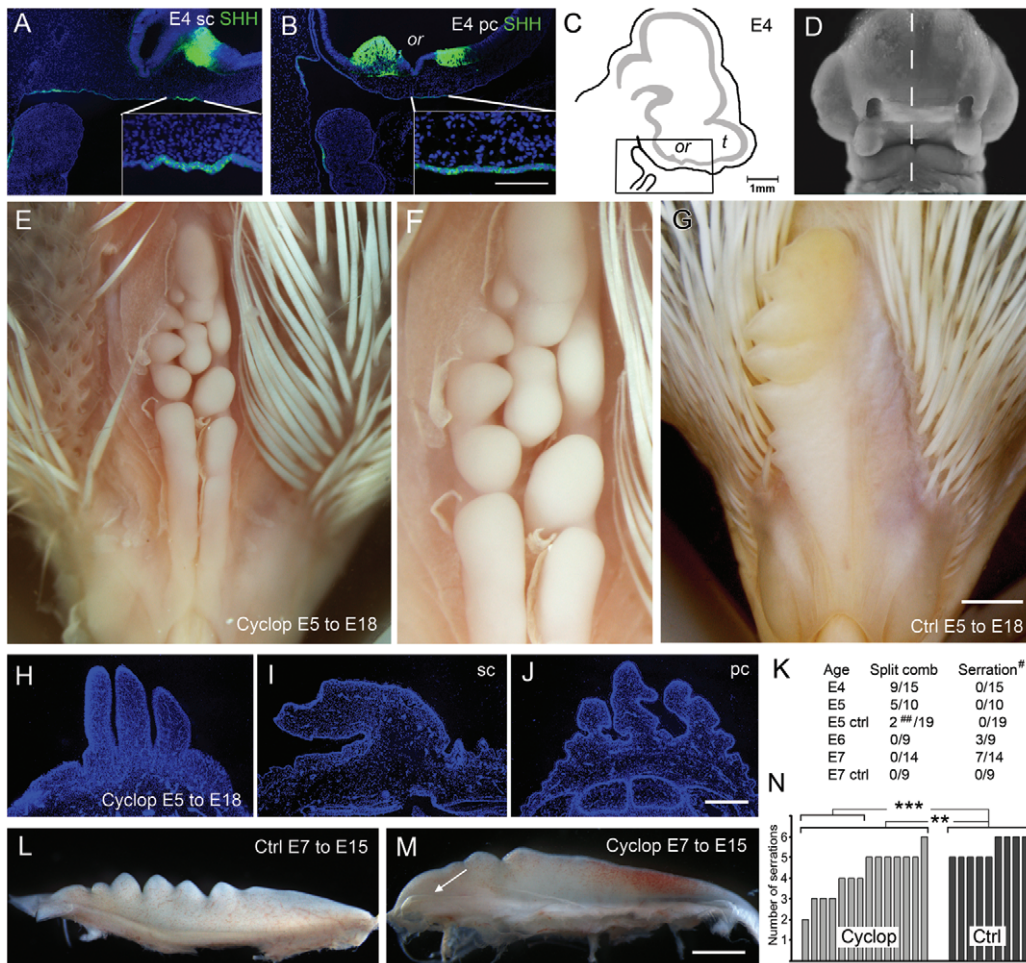 A E4 sc SHH
B or E4 pc SHH
C E4
or t
1mm
D
E
Cyclop E5 to E18
F
G
Ctrl E5 to E18
H
Cyclop E5 to E18
I sc
J pc
K Age Split comb Serration#
E4 9/15 0/15
E5 5/10 0/10
E5 ctrl 2 ##/19 0/19
E6 0/9 3/9
E7 0/14 7/14
E7 ctrl 0/9 0/9
L Ctrl E7 to E15
M Cyclop E7 to E15
N
***
**
Number of serrations
6
5
4
3
2
1
Cyclop Ctrl